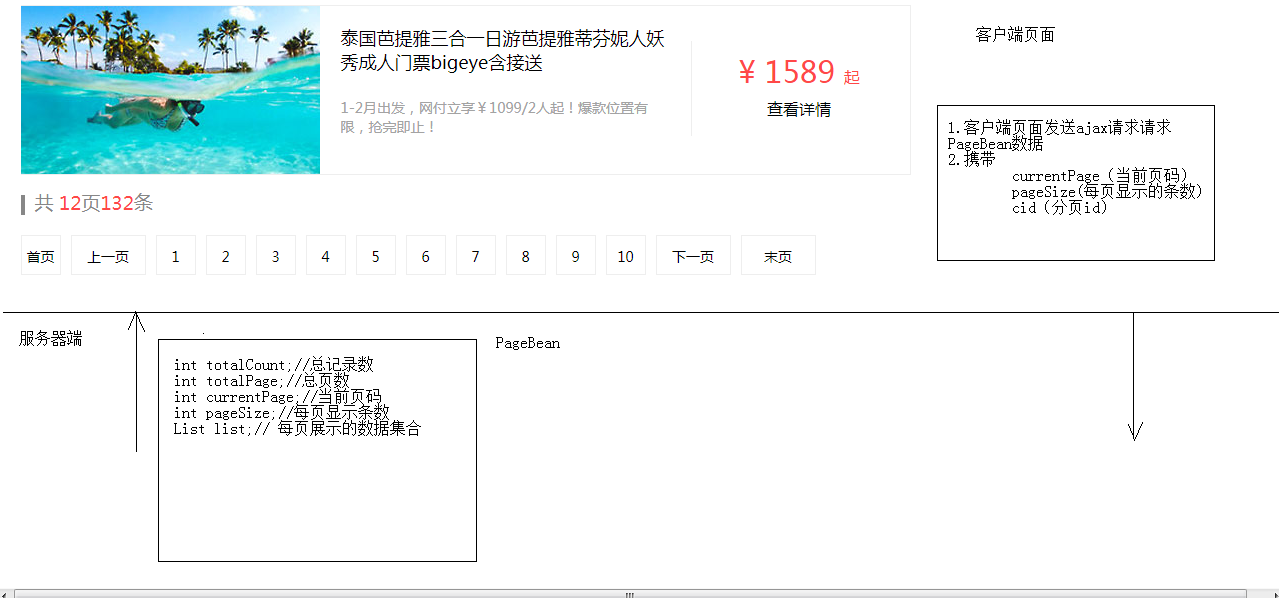 泰国芭提雅三合一日游芭提雅蒂芬妮人妖
秀成人门票bigeye含接送
1-2月出发，网付立享￥1099/2人起！爆款位置有
限，抢完即止！
￥ 1589 起
查看详情
客户端页面
1.客户端页面发送ajax请求请求
PageBean数据
2.携带
currentPage（当前页码）
pageSize(每页显示的条数)
cid（分页id）
共 12页132条
首页 上一页 1 2 3 4 5 6 7 8 9 10 下一页 末页
服务器端
PageBean
int totalCount;//总记录数
int totalPage;//总页数
int currentPage;//当前页码
int pageSize;//每页显示条数
List list;// 每页展示的数据集合